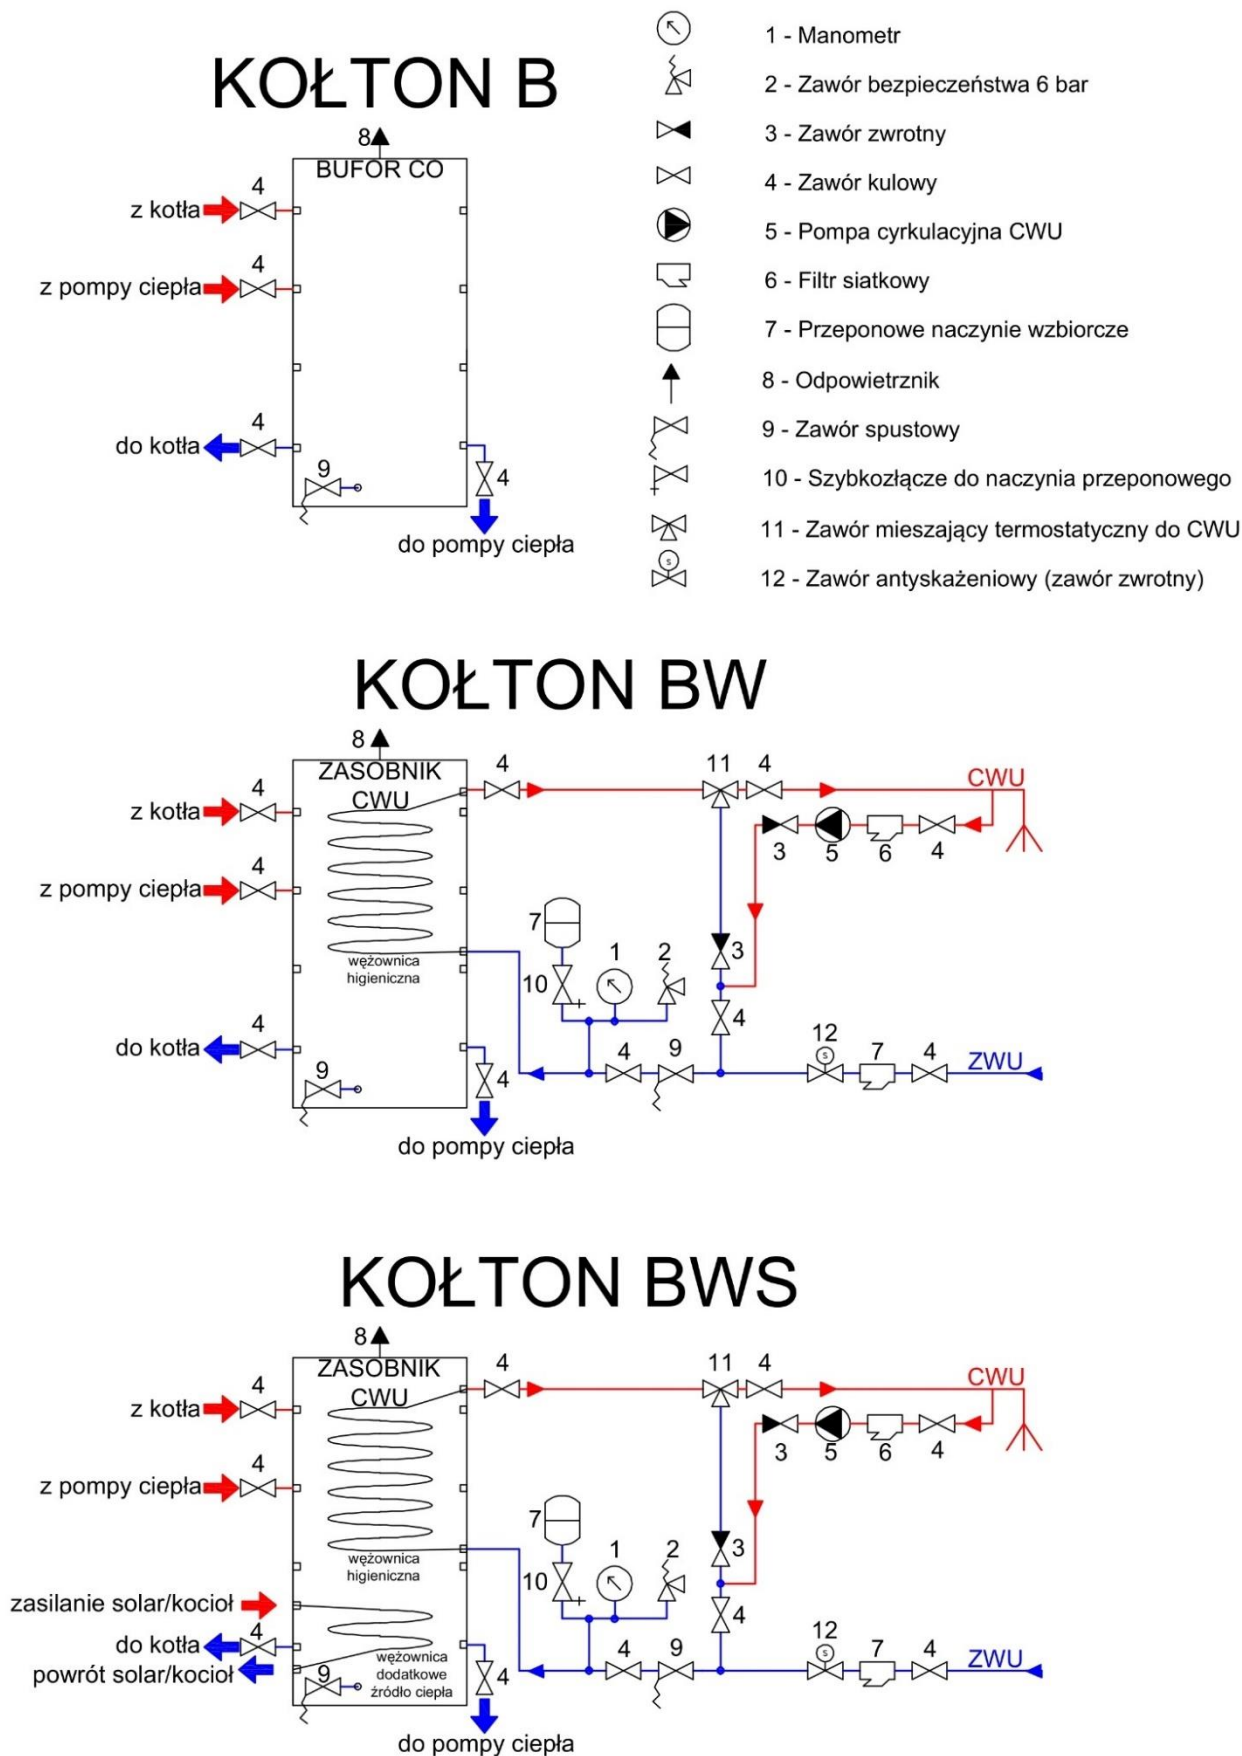 KOŁTON B
8
BUFOR CO
4
z kotła
4
z pompy ciepła
4
do kotła
9
4
do pompy ciepła
1 - Manometr
2 - Zawór bezpieczeństwa 6 bar
3 - Zawór zwrotny
4 - Zawór kulowy
5 - Pompa cyrkulacyjna CWU
6 - Filtr siatkowy
7 - Przeponowe naczynie wzbiorcze
8 - Odpowietrznik
9 - Zawór spustowy
10 - Szybkozłącze do naczynia przeponowego
11 - Zawór mieszający termostatyczny do CWU
S
12 - Zawór antyskażeniowy (zawór zwrotny)
KOŁTON BW
8
ZASOBNIK
CWU
4
z kotła
4
z pompy ciepła
wężownica
higieniczna
4
do kotła
9
4
do pompy ciepła
4
11
4
CWU
3
5
6
4
7
10
1
2
3
4
4
9
12
S
7
4
ZWU
KOŁTON BWS
8
ZASOBNIK
CWU
4
z kotła
4
z pompy ciepła
wężownica
higieniczna
zasilanie solar/kocioł
4
do kotła
powrót solar/kocioł
9
wężownica
dodatkowe
źródło ciepła
4
do pompy ciepła
4
11
4
CWU
3
5
6
4
7
10
1
2
3
4
4
9
12
S
7
4
ZWU